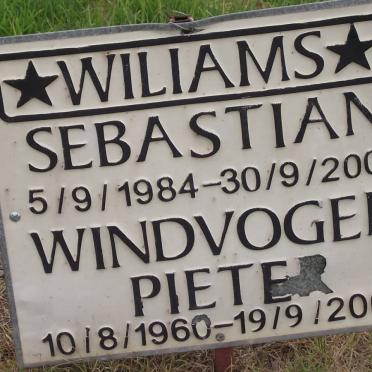 ★WILIAMS★
SEBASTIAN
5/9/1984-30/9/200
WINDVOGEL
PIETE
10/8/1960-19/9/200